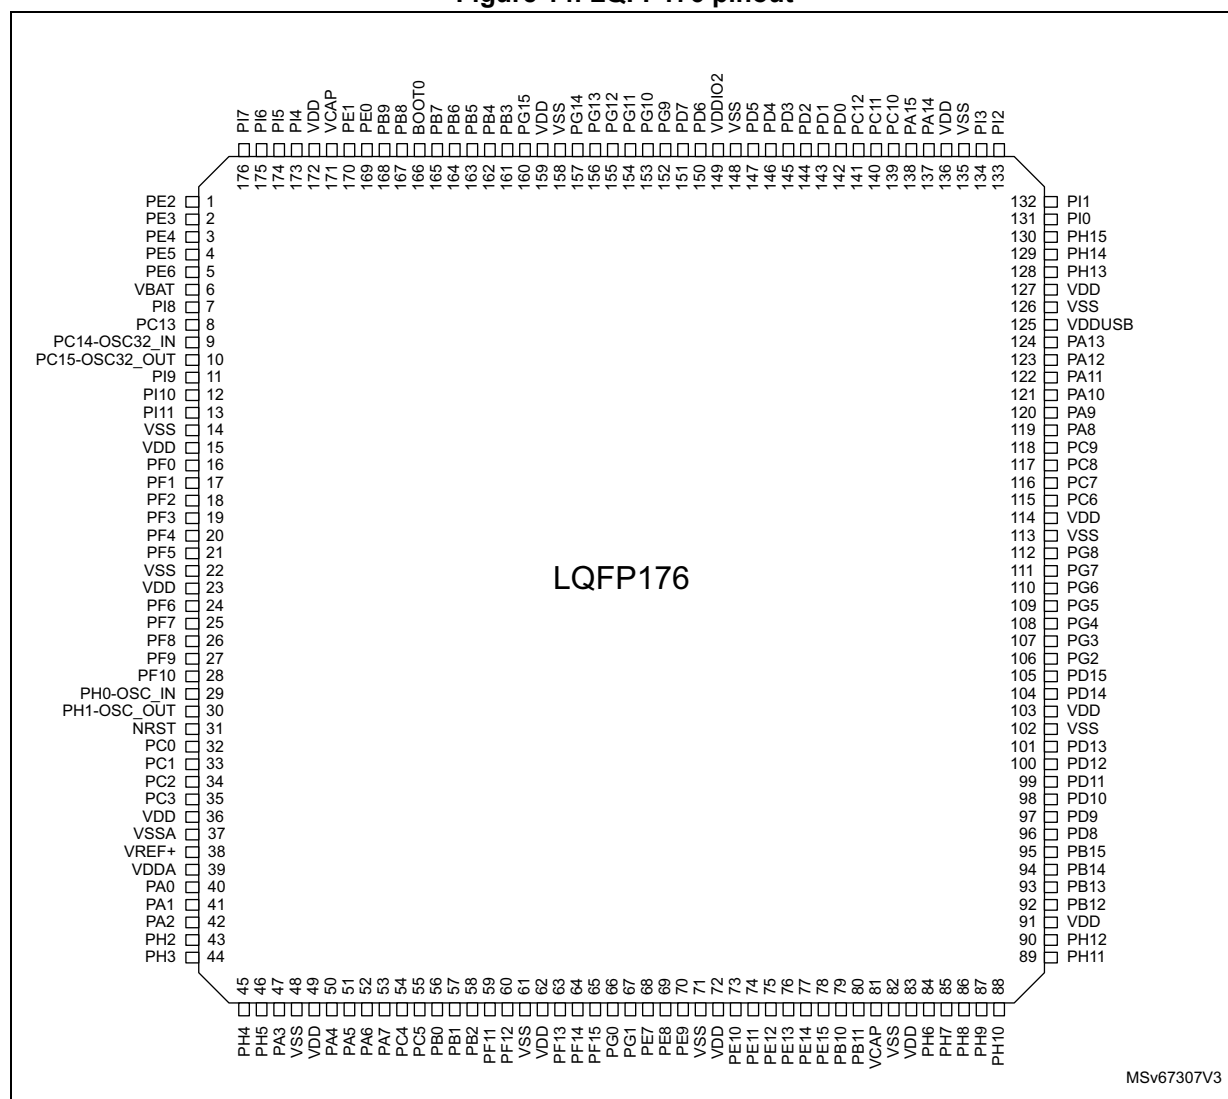 PI7 PI6 PI5 PI4 VDD VCAP PE1 PE0 PB9 PB8 BOOT0 PB7 PB6 PB5 PB4 PB3 PG15 VDD VSS PG14 PG13 PG12 PG11 PG10 PG9 PD7 PD6 VDDIO2 VSS PD5 PD4 PD3 PD2 PD1 PD0 PC12 PC11 PC10 PA15 PA14 VDD VSS PI3 PI2
176 175 174 173 172 171 170 169 168 167 166 165 164 163 162 161 160 159 158 157 156 155 154 153 152 151 150 149 148 147 146 145 144 143 142 141 140 139 138 137 136 135 134 133
PE2 1 132 PI1
PE3 2 131 PI0
PE4 3 130 PH15
PE5 4 129 PH14
PE6 5 128 PH13
VBAT 6 127 VDD
PI8 7 126 VSS
PC13 8 125 VDDUSB
PC14-OSC32_IN 9 124 PA13
PC15-OSC32_OUT 10 123 PA12
PI9 11 122 PA11
PI10 12 121 PA10
PI11 13 120 PA9
VSS 14 119 PA8
VDD 15 118 PC9
PF0 16 117 PC8
PF1 17 116 PC7
PF2 18 115 PC6
PF3 19 114 VDD
PF4 20 113 VSS
PF5 21 112 PG8
VSS 22 111 PG7
VDD 23 110 PG6
LQFP176
PF6 24 109 PG5
PF7 25 108 PG4
PF8 26 107 PG3
PF9 27 106 PG2
PF10 28 105 PD15
PH0-OSC_IN 29 104 PD14
PH1-OSC_OUT 30 103 VDD
NRST 31 102 VSS
PC0 32 101 PD13
PC1 33 100 PD12
PC2 34 99 PD11
PC3 35 98 PD10
VDD 36 97 PD9
VSSA 37 96 PD8
VREF+ 38 95 PB15
VDDA 39 94 PB14
PA0 40 93 PB13
PA1 41 92 PB12
PA2 42 91 VDD
PH2 43 90 PH12
PH3 44 89 PH11
45 46 47 48 49 50 51 52 53 54 55 56 57 58 59 60 61 62 63 64 65 66 67 68 69 70 71 72 73 74 75 76 77 78 79 80 81 82 83 84 85 86 87 88
PH4 PH5 PA3 VSS VDD PA4 PA5 PA6 PA7 PC4 PC5 PB0 PB1 PB2 PF11 PF12 VSS VDD PF13 PF14 PF15 PG0 PG1 PE7 PE8 PE9 VSS VDD PE10 PE11 PE12 PE13 PE14 PE15 PB10 PB11 VCAP VSS VDD PH6 PH7 PH8 PH9 PH10
MSv67307V3